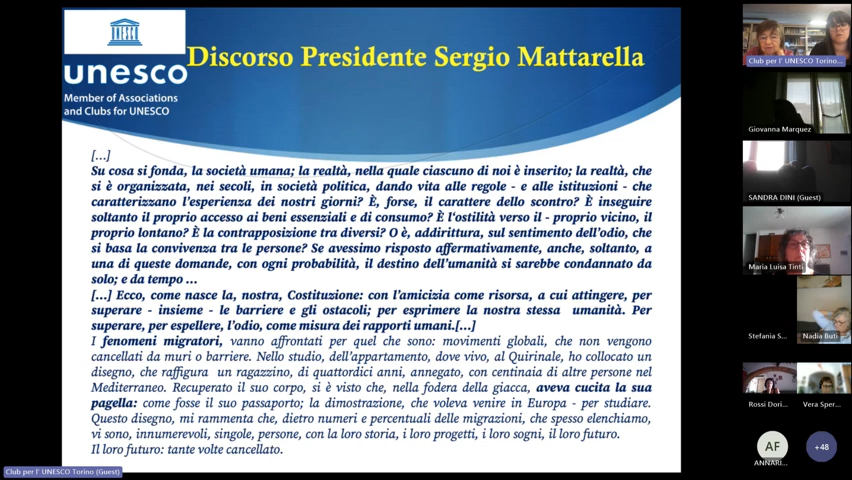 UNESCO
unesco
Member of Associations
and Clubs for UNESCO
Discorso Presidente Sergio Mattarella
[...]
Su cosa si fonda, la società umana; la realtà, nella quale ciascuno di noi è inserito; la realtà, che
si è organizzata, nei secoli, in società politica, dando vita alle regole - e alle istituzioni - che
caratterizzano l'esperienza dei nostri giorni? È, forse, il carattere dello scontro? È inseguire
soltanto il proprio accesso ai beni essenziali e di consumo? È l'ostilità verso il - proprio vicino, il
proprio lontano? È la contrapposizione tra diversi? O è, addirittura, sul sentimento dell'odio, che
si basa la convivenza tra le persone? Se avessimo risposto affermativamente, anche, soltanto, a
una di queste domande, con ogni probabilità, il destino dell'umanità si sarebbe condannato da
solo; e da tempo ...
[...] Ecco, come nasce la, nostra, Costituzione: con l'amicizia come risorsa, a cui attingere, per
superare - insieme - le barriere e gli ostacoli; per esprimere la nostra stessa umanità. Per
superare, per espellere, l'odio, come misura dei rapporti umani.[...]
I fenomeni migratori, vanno affrontati per quel che sono: movimenti globali, che non vengono
cancellati da muri o barriere. Nello studio, dell'appartamento, dove vivo, al Quirinale, ho collocato un
disegno, che raffigura un ragazzino, di quattordici anni, annegato, con centinaia di altre persone nel
Mediterraneo. Recuperato il suo corpo, si è visto che, nella fodera della giacca, aveva cucita la sua
pagella: come fosse il suo passaporto; la dimostrazione, che voleva venire in Europa - per studiare.
Questo disegno, mi rammenta che, dietro numeri e percentuali delle migrazioni, che spesso elenchiamo,
vi sono, innumerevoli, singole, persone, con la loro storia, i loro progetti, i loro sogni, il loro futuro.
Il loro futuro: tante volte cancellato.
Club per l' UNESCO Torino (Guest)
Club per l' UNESCO Torino...
Giovanna Marquez
SANDRA DINI (Guest)
Maria Luisa Tinti
Stefania S...
Nadia Buti
Rossi Dori...
Vera Sper...
AF
ANNARI...
+48